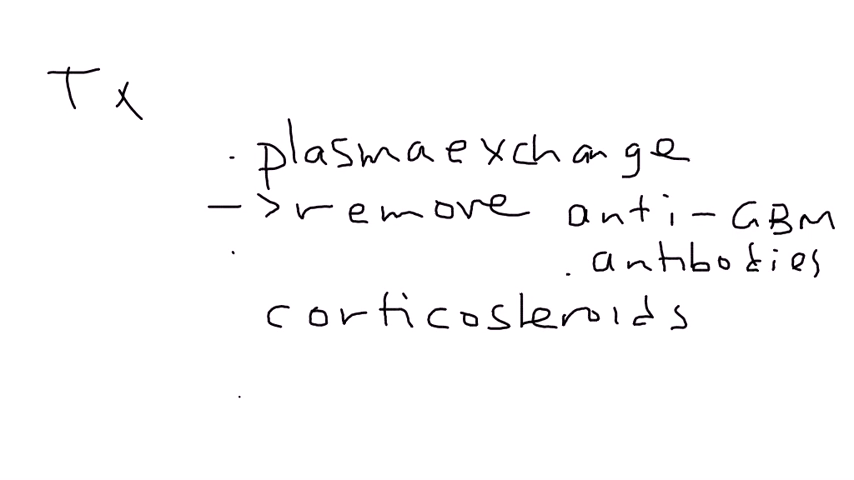 Tx
. plasmaexchange
-> remove anti-GBM
. antibodies
.
corticosteroids
.